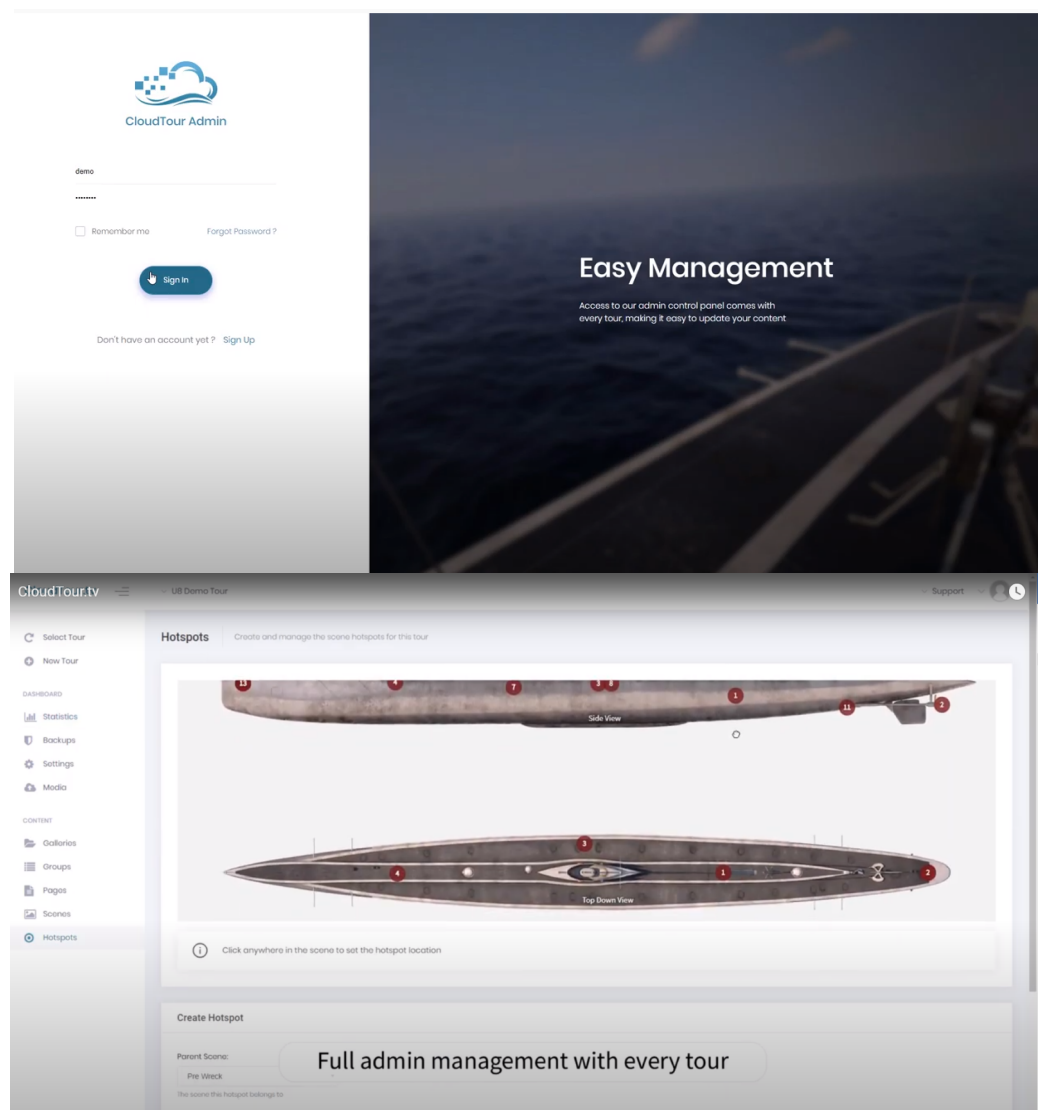 CloudTour Admin
demo
Remember me
Forgot Password ?
Sign In
Don't have an account yet ? Sign Up
Easy Management
Access to our admin control panel comes with
every tour, making it easy to update your content
CloudTour.tv
U8 Demo Tour
Support
Select Tour
New Tour
DASHBOARD
Statistics
Backups
Settings
Media
CONTENT
Galleries
Groups
Pages
Scenes
Hotspots
Hotspots
Create and manage the scene hotspots for this tour
13
4
7
3
8
1
11
2
Side View
3
4
1
2
Top Down View
Click anywhere in the scene to set the hotspot location
Create Hotspot
Parent Scene:
Pre Wreck
The scene this hotspot belongs to
Full admin management with every tour